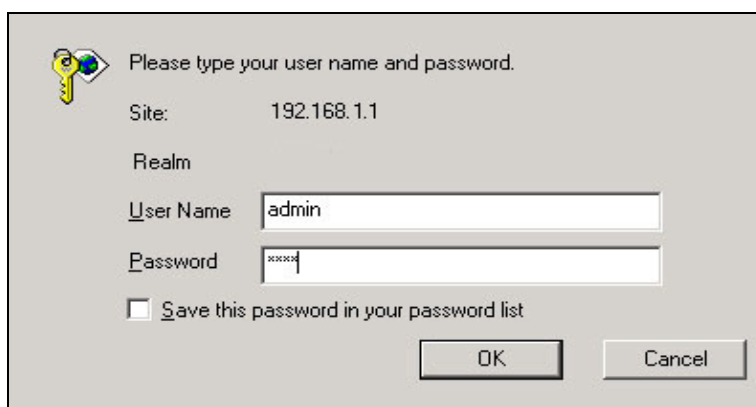 Please type your user name and password.
Site: 192.168.1.1
Realm
User Name admin
Password ****
Save this password in your password list
OK Cancel